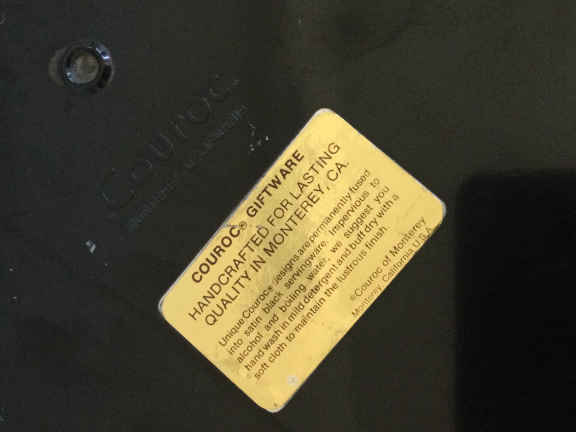 Couroc
COUROC® GIFTWARE
HANDCRAFTED FOR LASTING
QUALITY IN MONTEREY, CA.
Unique Couroc® designs are permanently fused
into satin black servingware. Impervious to
alcohol and boiling water, we suggest you
hand wash in mild detergent and buff dry with a
soft cloth to maintain the lustrous finish.
©Couroc of Monterey
Monterey, California U.S.A.